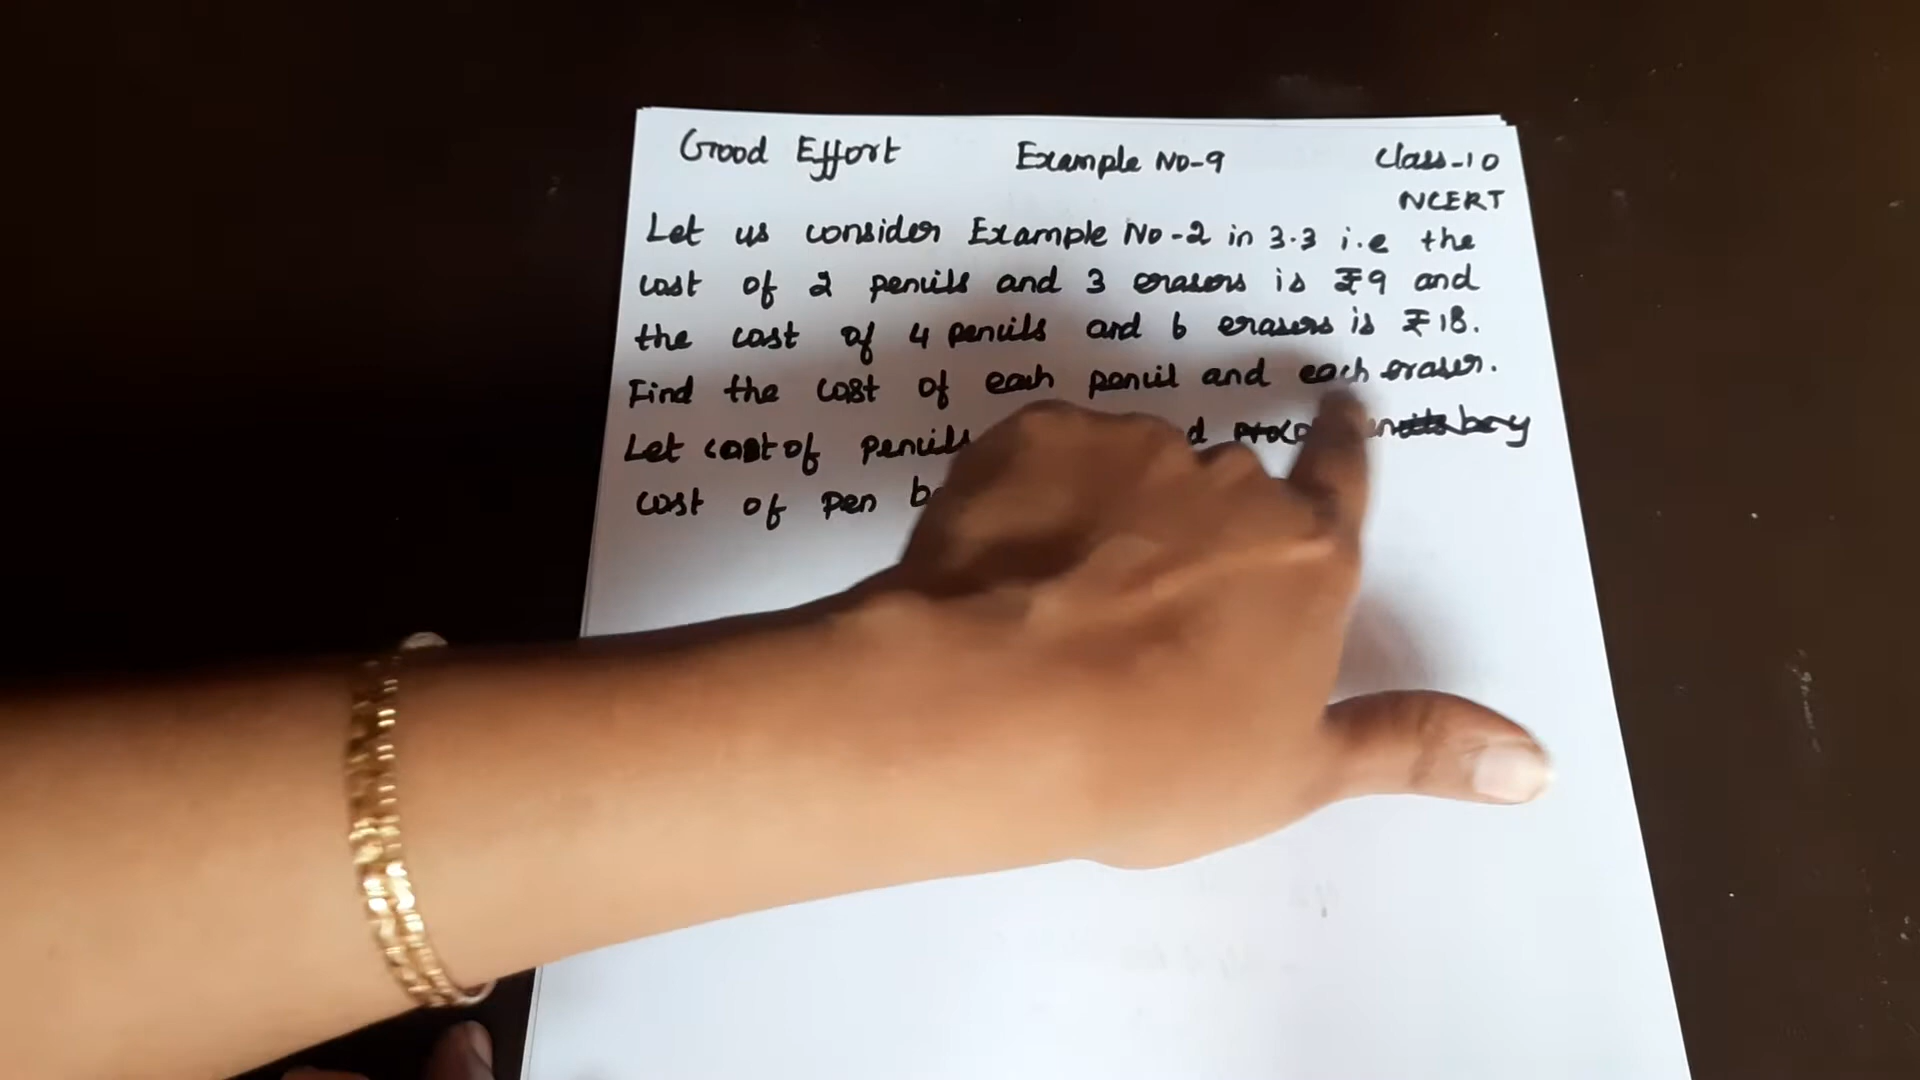 Good Effort Example No-9 Class-10
NCERT
Let us consider Example No-2 in 3.3 i.e the
cost of 2 pencils and 3 erasers is ₹9 and
the cost of 4 pencils and 6 erasers is ₹18.
Find the cost of each pencil and each eraser.
Let cost of pencils
cost of pen